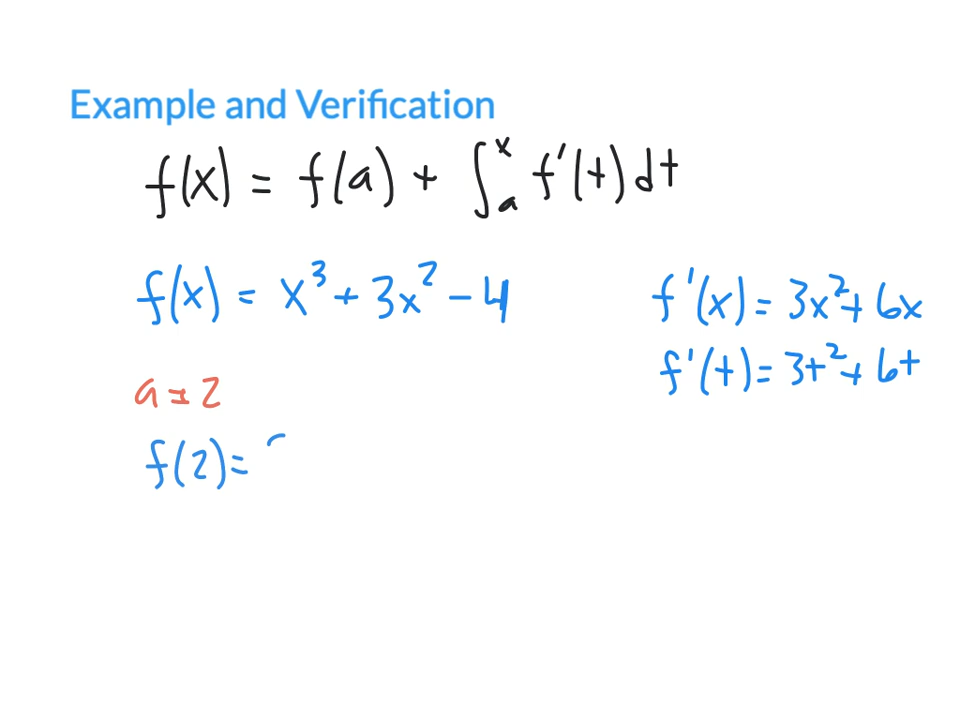 Example and Verification
f(x) = f(a) + ∫ₐˣ f'(t) dt
f(x) = x³ + 3x² - 4
f'(x) = 3x² + 6x
f'(t) = 3t² + 6t
a = 2
f(2) =